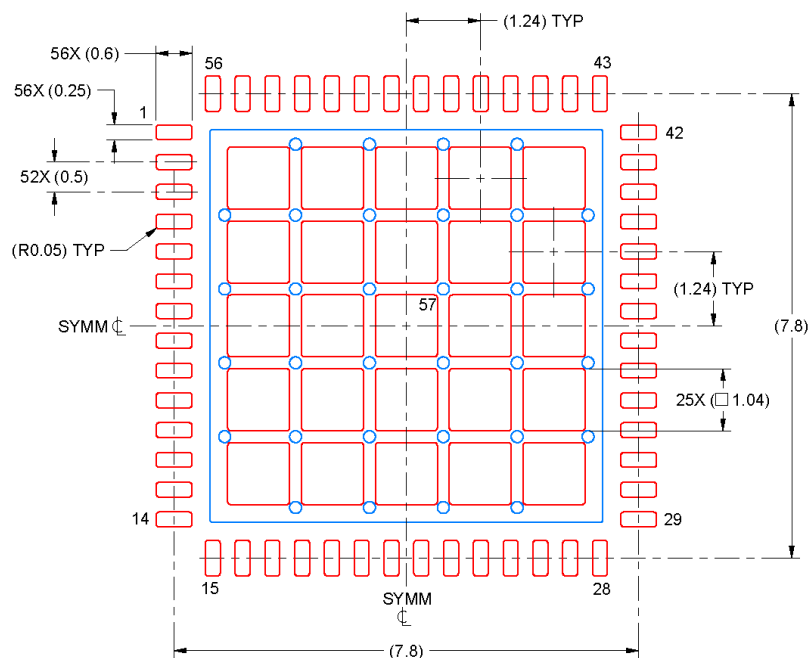 (1.24) TYP
56X (0.6)
56
43
56X (0.25)
1
42
52X (0.5)
(R0.05) TYP
(1.24) TYP
57
SYMM ℄
(7.8)
25X (□ 1.04)
14
29
15
28
SYMM
℄
(7.8)